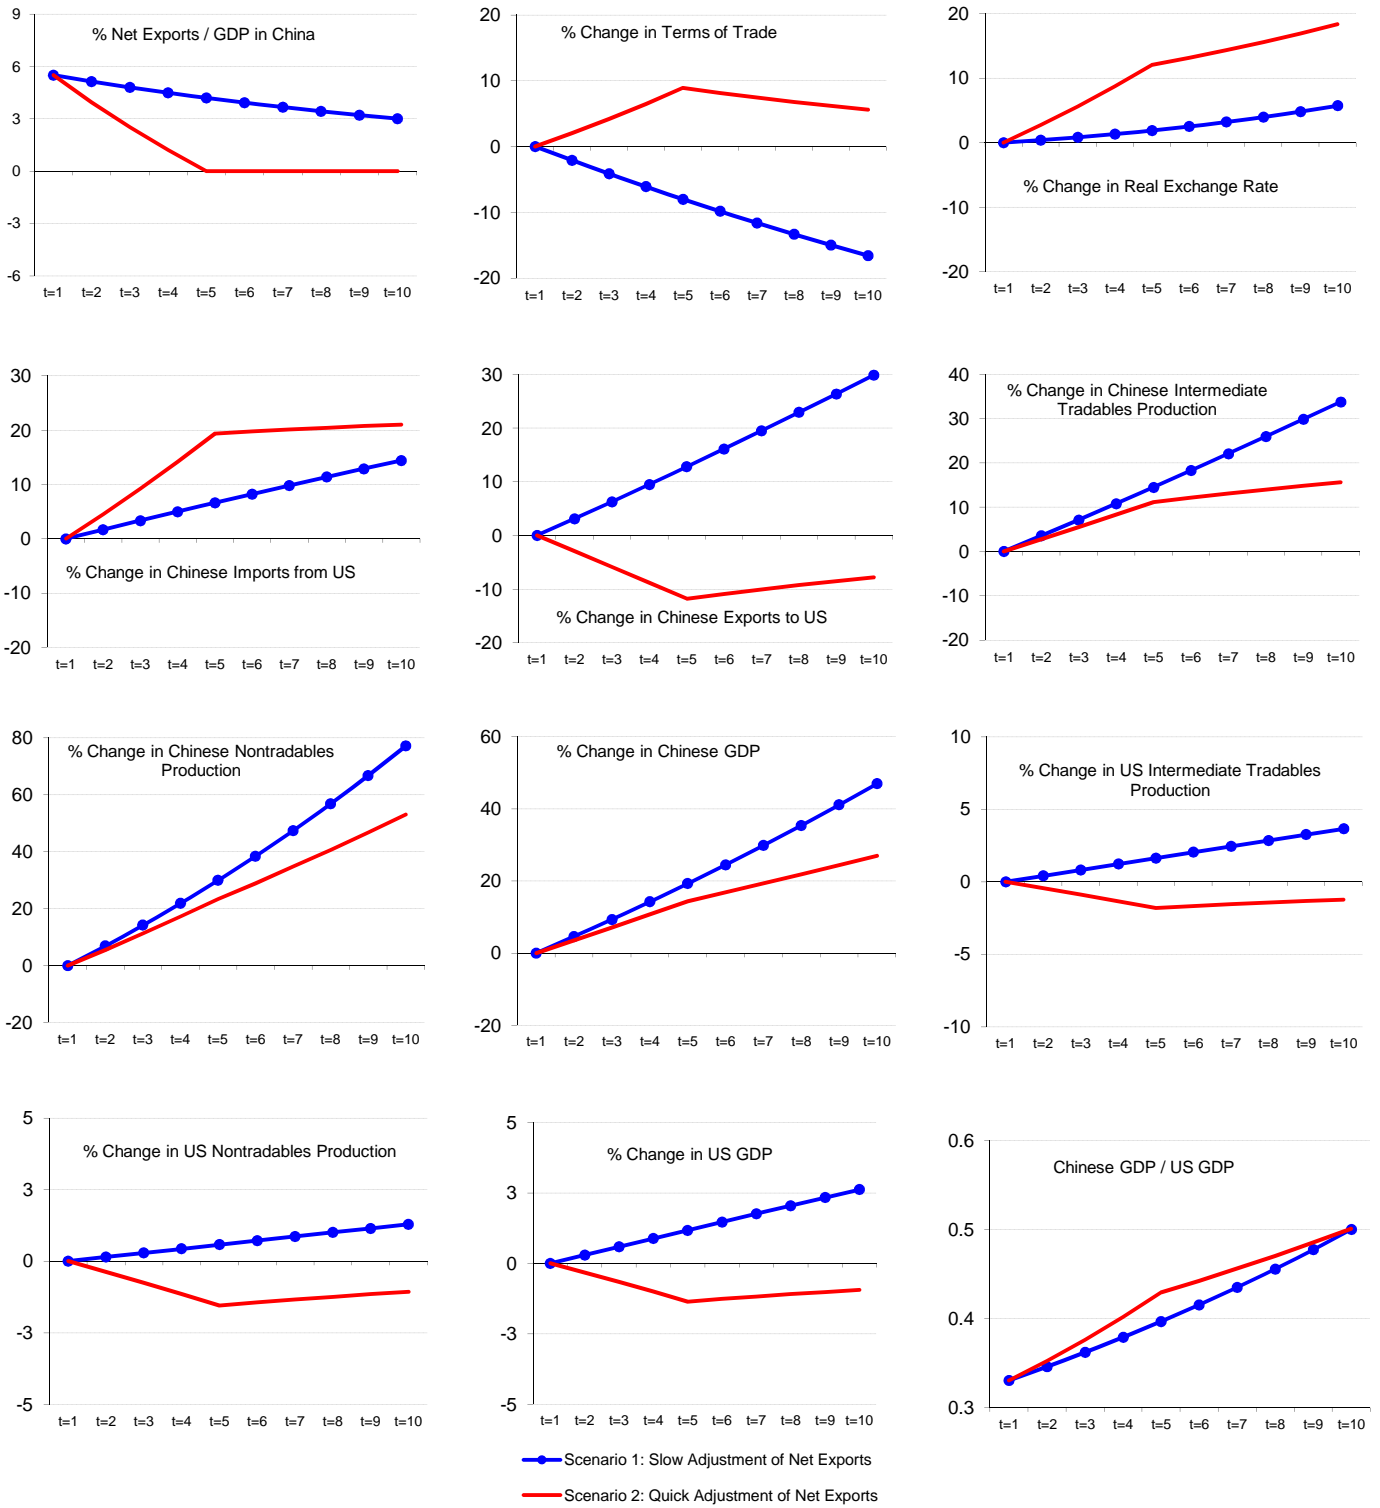 % Net Exports / GDP in China
9
6
3
0
-3
-6
t=1 t=2 t=3 t=4 t=5 t=6 t=7 t=8 t=9 t=10
% Change in Terms of Trade
20
10
0
-10
-20
t=1 t=2 t=3 t=4 t=5 t=6 t=7 t=8 t=9 t=10
20
10
0
% Change in Real Exchange Rate
-10
-20
t=1 t=2 t=3 t=4 t=5 t=6 t=7 t=8 t=9 t=10
30
20
10
0
% Change in Chinese Imports from US
-10
-20
t=1 t=2 t=3 t=4 t=5 t=6 t=7 t=8 t=9 t=10
30
20
10
0
-10
% Change in Chinese Exports to US
-20
t=1 t=2 t=3 t=4 t=5 t=6 t=7 t=8 t=9 t=10
40
% Change in Chinese Intermediate
Tradables Production
30
20
10
0
-10
-20
t=1 t=2 t=3 t=4 t=5 t=6 t=7 t=8 t=9 t=10
80
% Change in Chinese Nontradables
Production
60
40
20
0
-20
t=1 t=2 t=3 t=4 t=5 t=6 t=7 t=8 t=9 t=10
60
% Change in Chinese GDP
40
20
0
-20
t=1 t=2 t=3 t=4 t=5 t=6 t=7 t=8 t=9 t=10
10
% Change in US Intermediate Tradables
Production
5
0
-5
-10
t=1 t=2 t=3 t=4 t=5 t=6 t=7 t=8 t=9 t=10
5
% Change in US Nontradables Production
3
0
-3
-5
t=1 t=2 t=3 t=4 t=5 t=6 t=7 t=8 t=9 t=10
5
% Change in US GDP
3
0
-3
-5
t=1 t=2 t=3 t=4 t=5 t=6 t=7 t=8 t=9 t=10
0.6
Chinese GDP / US GDP
0.5
0.4
0.3
t=1 t=2 t=3 t=4 t=5 t=6 t=7 t=8 t=9 t=10
Scenario 1: Slow Adjustment of Net Exports
Scenario 2: Quick Adjustment of Net Exports